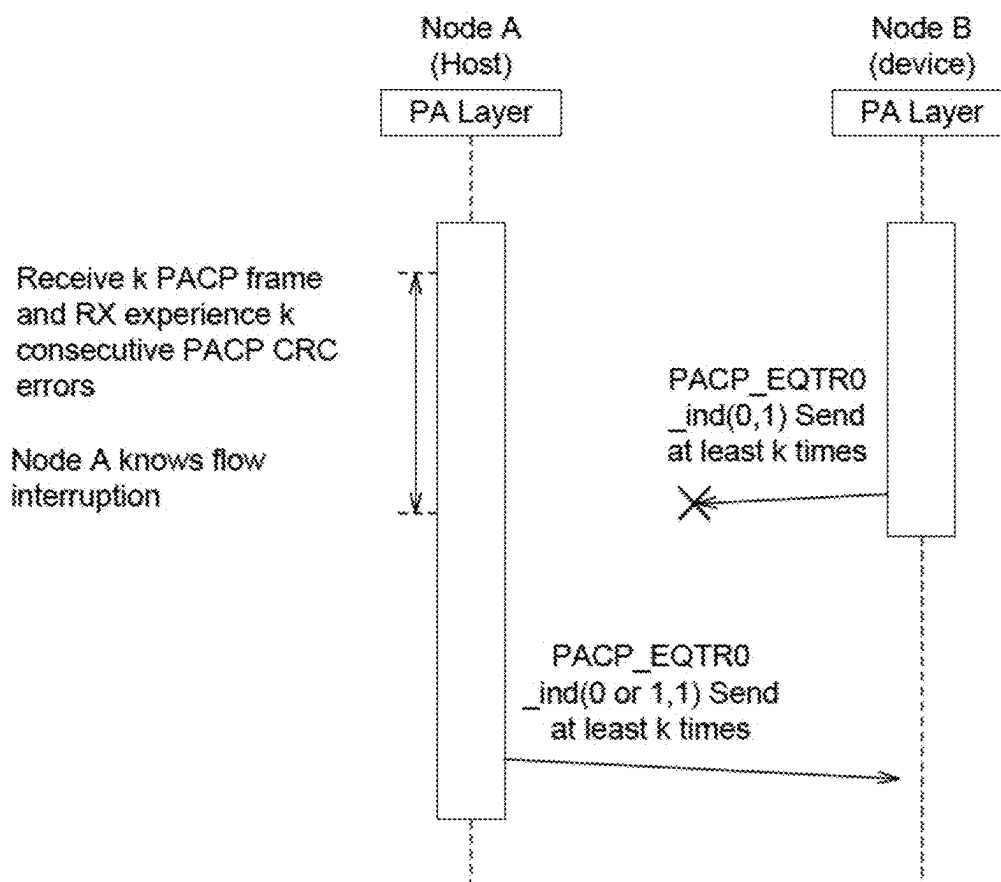 Node A
(Host)
PA Layer
Node B
(device)
PA Layer
Receive k PACP frame
and RX experience k
consecutive PACP CRC
errors
Node A knows flow
interruption
PACP_EQTR0
_ind(0,1) Send
at least k times
PACP_EQTR0
_ind(0 or 1,1) Send
at least k times